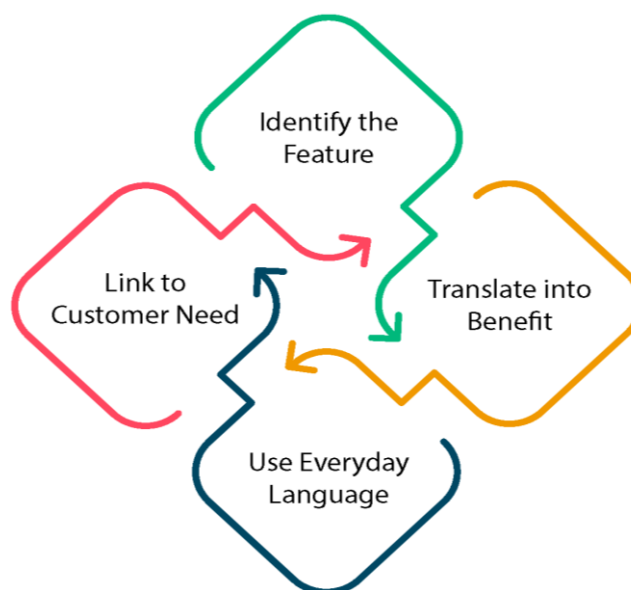 Identify the
Feature
Translate into
Benefit
Use Everyday
Language
Link to
Customer Need